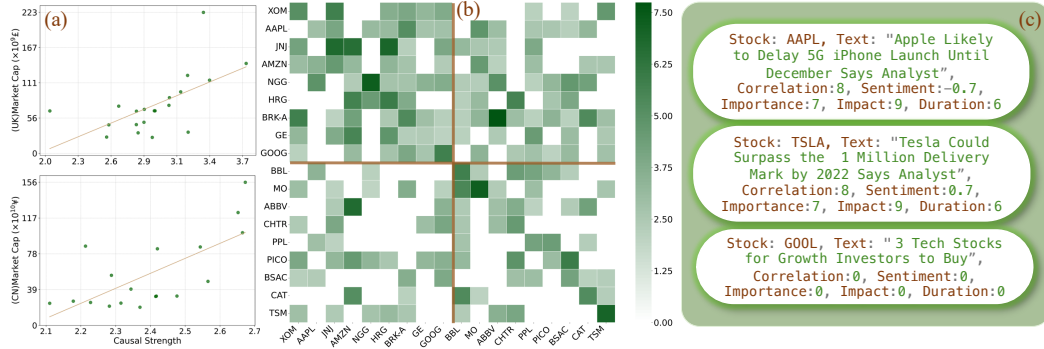 (a)
(UK)Market Cap (×10⁹£)
223
167
111
56
0
2.0
2.3
2.6
2.9
3.1
3.4
3.7
(CN)Market Cap (×10¹⁰¥)
156
117
78
39
0
2.1
2.2
2.3
2.4
2.5
2.6
2.7
Causal Strength
(b)
XOM
AAPL
JNJ
AMZN
NGG
HRG
BRK-A
GE
GOOG
BBL
MO
ABBV
CHTR
PPL
PICO
BSAC
CAT
TSM
XOM
AAPL
JNJ
AMZN
NGG
HRG
BRK-A
GE
GOOG
BBL
MO
ABBV
CHTR
PPL
PICO
BSAC
CAT
TSM
7.50
6.25
5.00
3.75
2.50
1.25
0.00
(c)
Stock: AAPL, Text: "Apple Likely
to Delay 5G iPhone Launch Until
December Says Analyst",
Correlation:8, Sentiment:−0.7,
Importance:7, Impact:9, Duration:6
Stock: TSLA, Text: "Tesla Could
Surpass the 1 Million Delivery
Mark by 2022 Says Analyst",
Correlation:8, Sentiment:0.7,
Importance:7, Impact:9, Duration:6
Stock: GOOL, Text: "3 Tech Stocks
for Growth Investors to Buy",
Correlation:0, Sentiment:0,
Importance:0, Impact:0, Duration:0